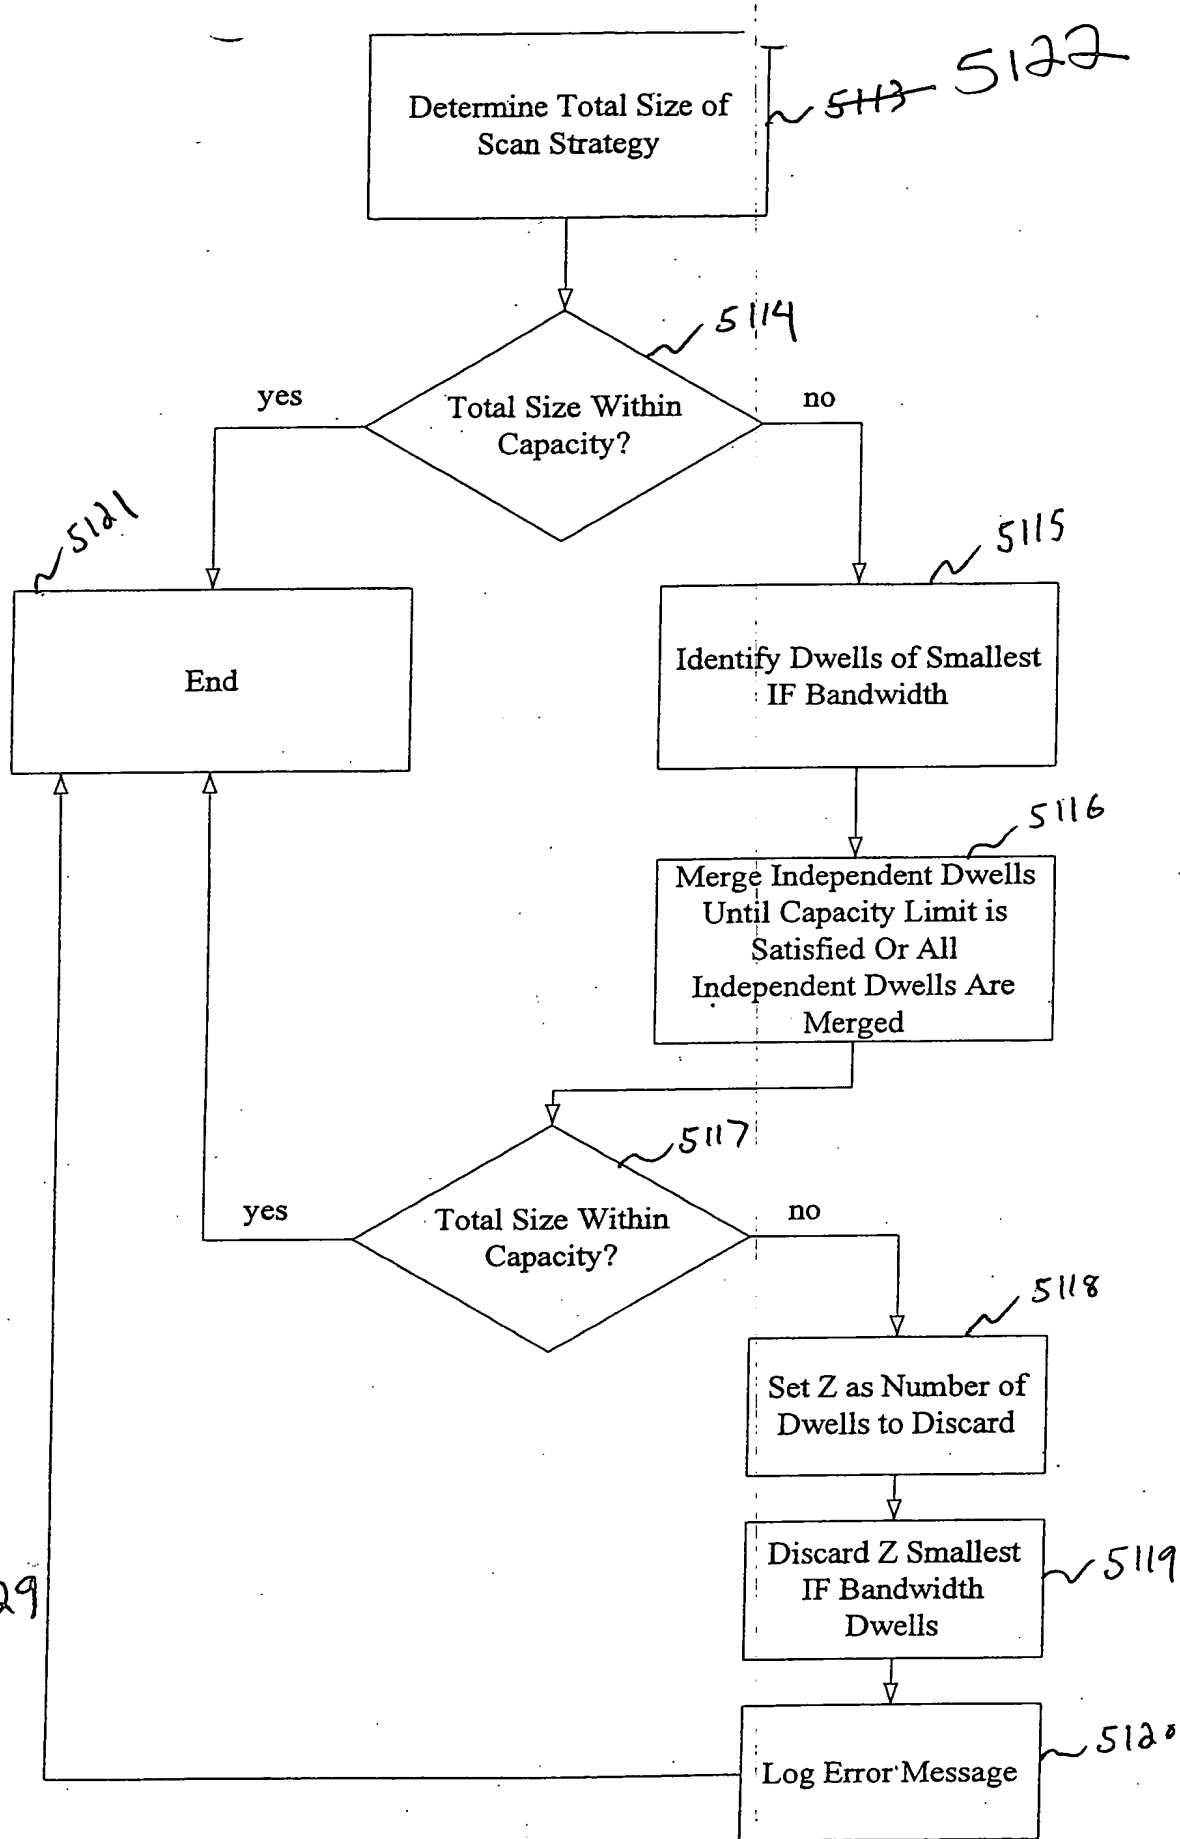 Determine Total Size of
Scan Strategy
5113 5122
5114
yes
Total Size Within
Capacity?
no
5121
5115
End
Identify Dwells of Smallest
IF Bandwidth
5116
Merge Independent Dwells
Until Capacity Limit is
Satisfied Or All
Independent Dwells Are
Merged
5117
yes
Total Size Within
Capacity?
no
5118
Set Z as Number of
Dwells to Discard
Discard Z Smallest
IF Bandwidth
Dwells
5119
29
Log Error Message
5120